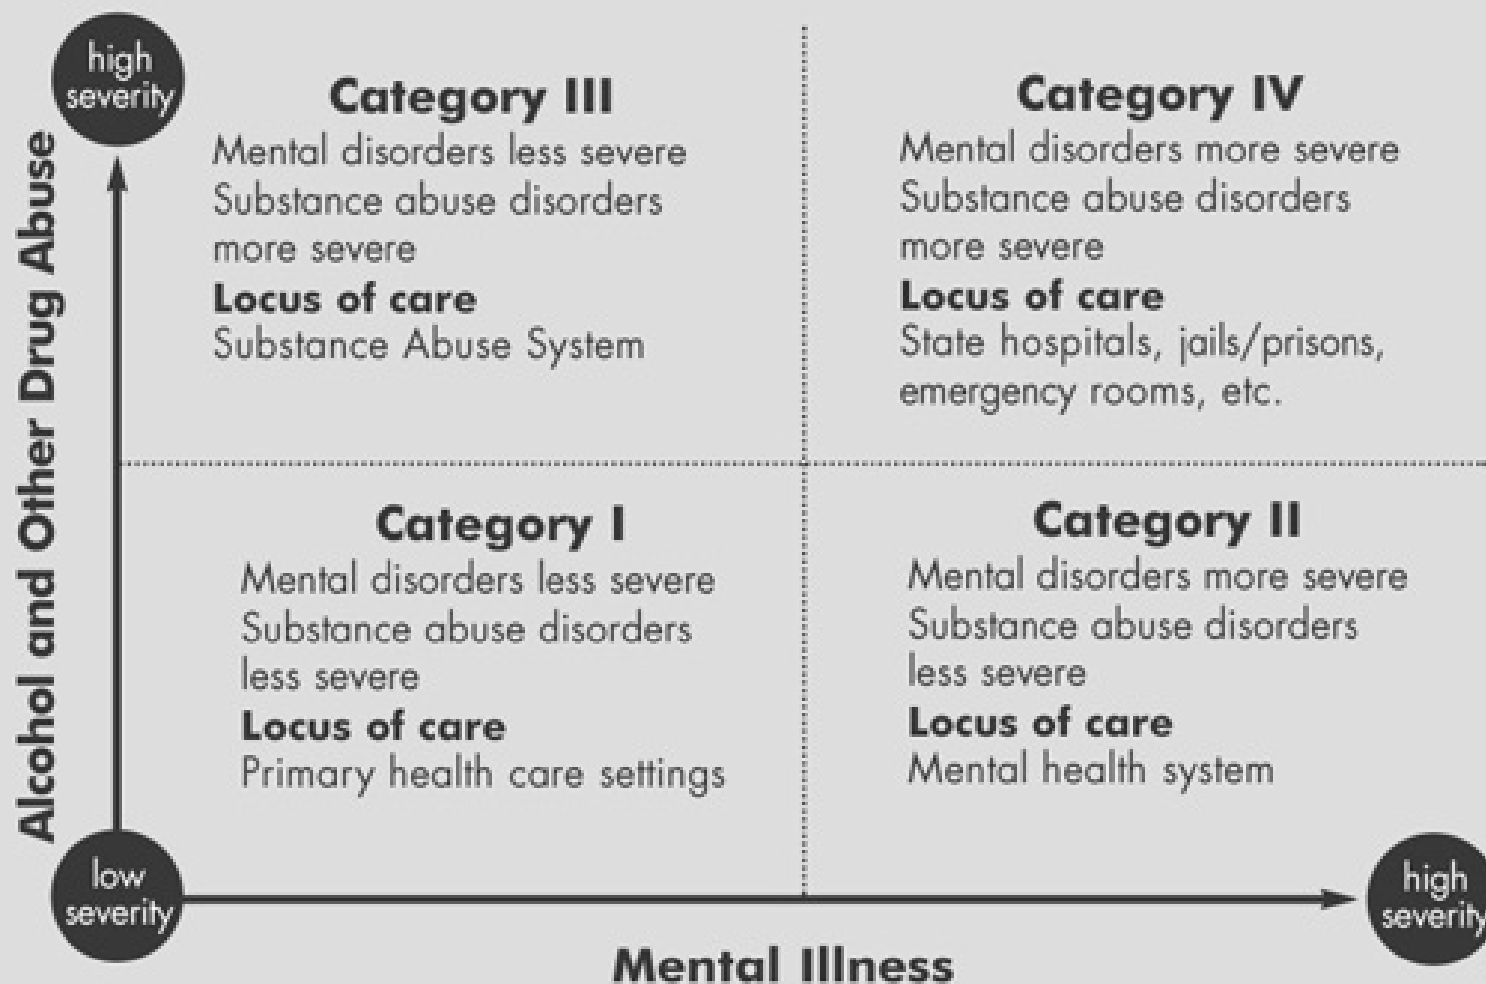 high
severity
Category III
Mental disorders less severe
Substance abuse disorders
more severe
Locus of care
Substance Abuse System
Category IV
Mental disorders more severe
Substance abuse disorders
more severe
Locus of care
State hospitals, jails/prisons,
emergency rooms, etc.
Alcohol and Other Drug Abuse
Category I
Mental disorders less severe
Substance abuse disorders
less severe
Locus of care
Primary health care settings
Category II
Mental disorders more severe
Substance abuse disorders
less severe
Locus of care
Mental health system
low
severity
high
severity
Mental Illness